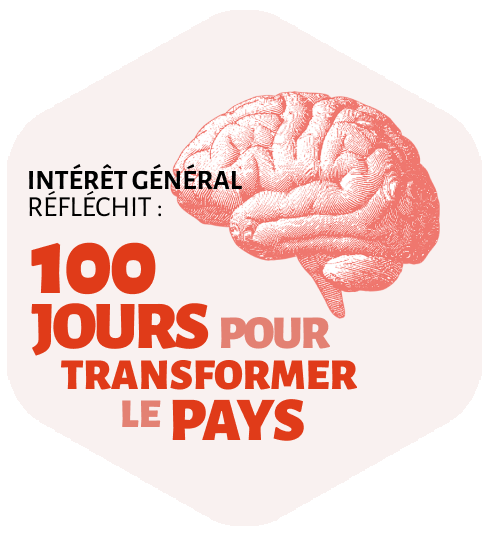 INTÉRÊT GÉNÉRAL
RÉFLÉCHIT :
100
JOURS POUR
TRANSFORMER
LE PAYS